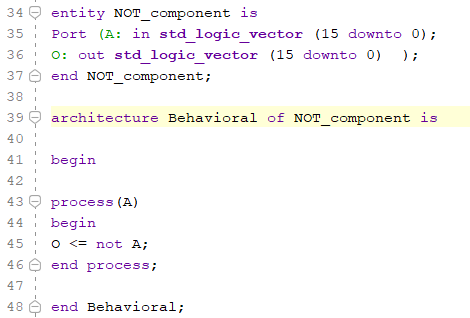 34 entity NOT_component is
35 Port (A: in std_logic_vector (15 downto 0);
36 O: out std_logic_vector (15 downto 0)  );
37 end NOT_component;
38
39 architecture Behavioral of NOT_component is
40
41 begin
42
43 process(A)
44 begin
45 O <= not A;
46 end process;
47
48 end Behavioral;